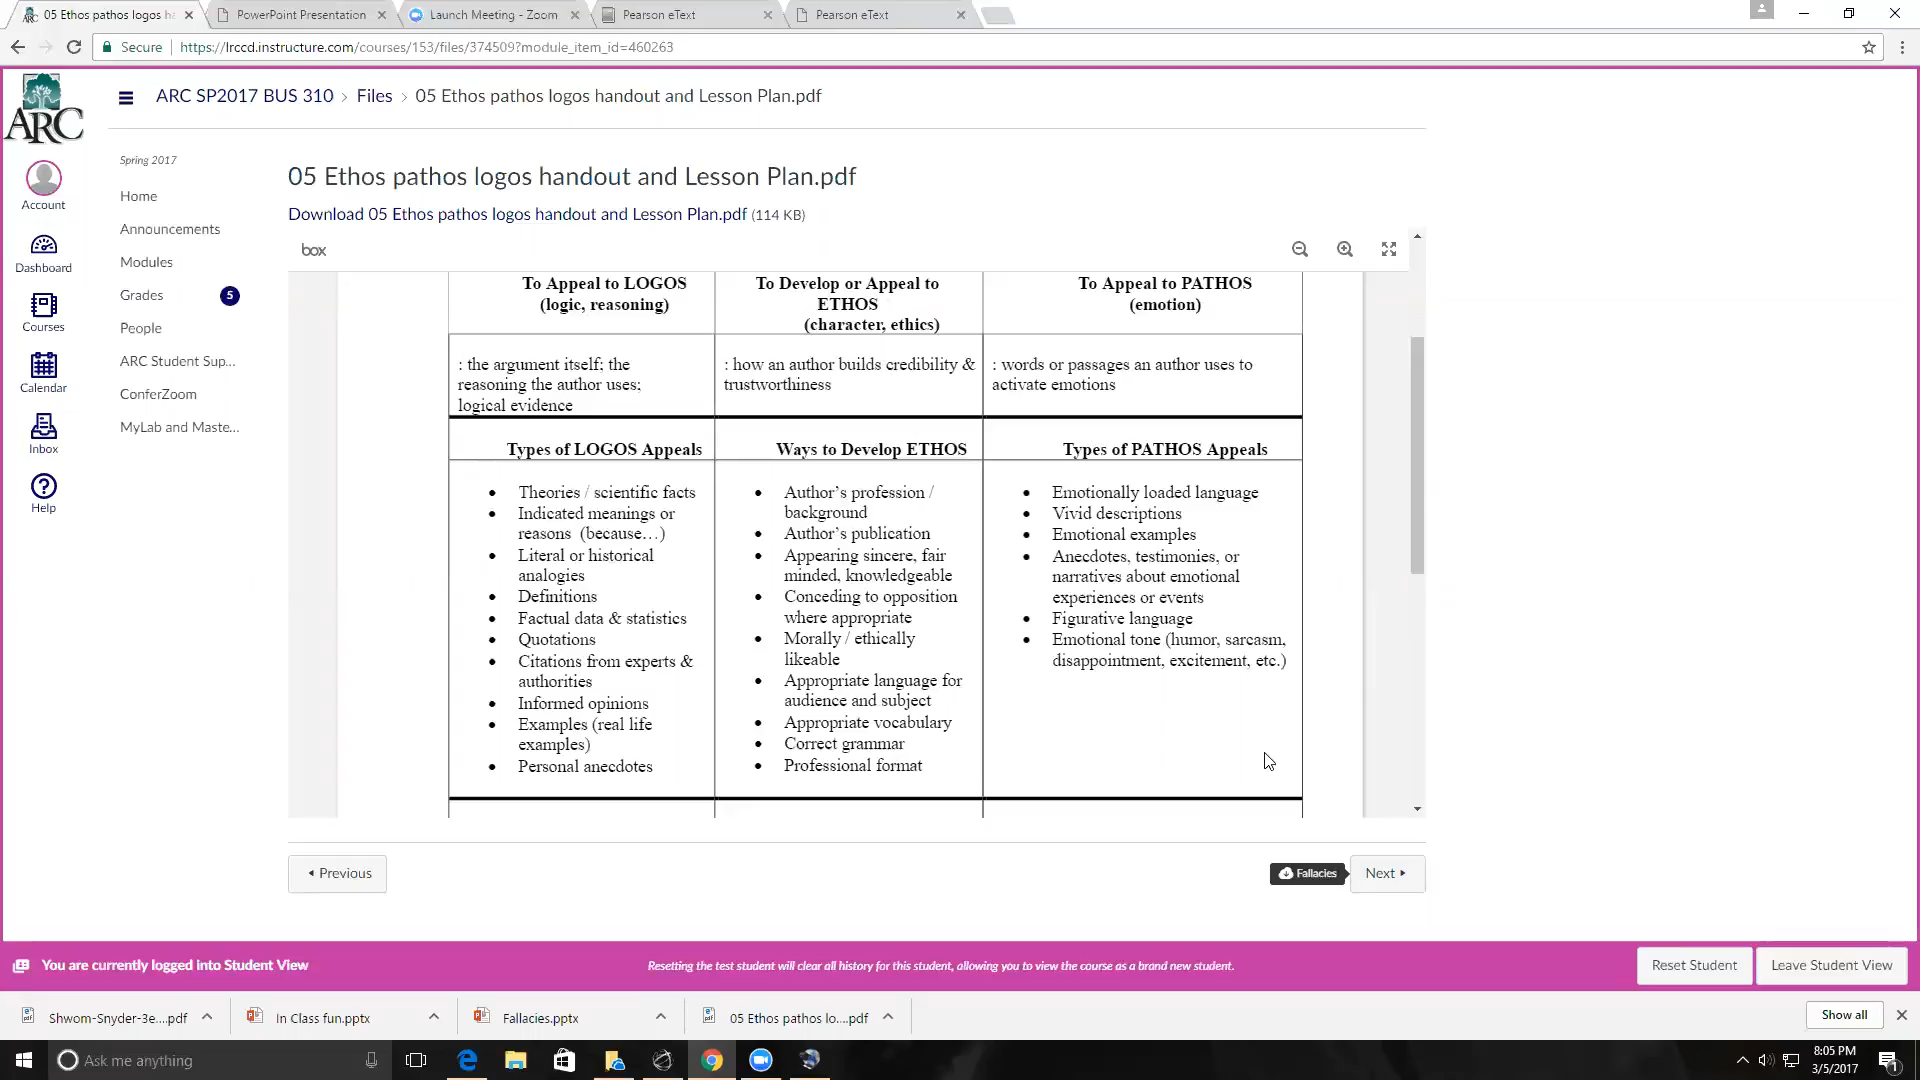 05 Ethos pathos logos ha
PowerPoint Presentation
Launch Meeting - Zoom
Pearson eText
Pearson eText
Secure
https://lrccd.instructure.com/courses/153/files/374509?module_item_id=460263
ARC
ARC SP2017 BUS 310 › Files › 05 Ethos pathos logos handout and Lesson Plan.pdf
Account
Dashboard
Courses
Calendar
Inbox
Help
Spring 2017
Home
Announcements
Modules
Grades
5
People
ARC Student Sup...
ConferZoom
MyLab and Maste...
05 Ethos pathos logos handout and Lesson Plan.pdf
Download 05 Ethos pathos logos handout and Lesson Plan.pdf (114 KB)
box
To Appeal to LOGOS
(logic, reasoning)
To Develop or Appeal to
ETHOS
(character, ethics)
To Appeal to PATHOS
(emotion)
: the argument itself; the
reasoning the author uses;
logical evidence
: how an author builds credibility &
trustworthiness
: words or passages an author uses to
activate emotions
Types of LOGOS Appeals
Ways to Develop ETHOS
Types of PATHOS Appeals
• Theories / scientific facts
• Indicated meanings or
reasons (because…)
• Literal or historical
analogies
• Definitions
• Factual data & statistics
• Quotations
• Citations from experts &
authorities
• Informed opinions
• Examples (real life
examples)
• Personal anecdotes
• Author's profession /
background
• Author's publication
• Appearing sincere, fair
minded, knowledgeable
• Conceding to opposition
where appropriate
• Morally / ethically
likeable
• Appropriate language for
audience and subject
• Appropriate vocabulary
• Correct grammar
• Professional format
• Emotionally loaded language
• Vivid descriptions
• Emotional examples
• Anecdotes, testimonies, or
narratives about emotional
experiences or events
• Figurative language
• Emotional tone (humor, sarcasm,
disappointment, excitement, etc.)
Previous
Fallacies
Next
You are currently logged into Student View
Resetting the test student will clear all history for this student, allowing you to view the course as a brand new student.
Reset Student
Leave Student View
Shwom-Snyder-3e....pdf
In Class fun.pptx
Fallacies.pptx
05 Ethos pathos lo....pdf
Show all
Ask me anything
8:05 PM
3/5/2017
1